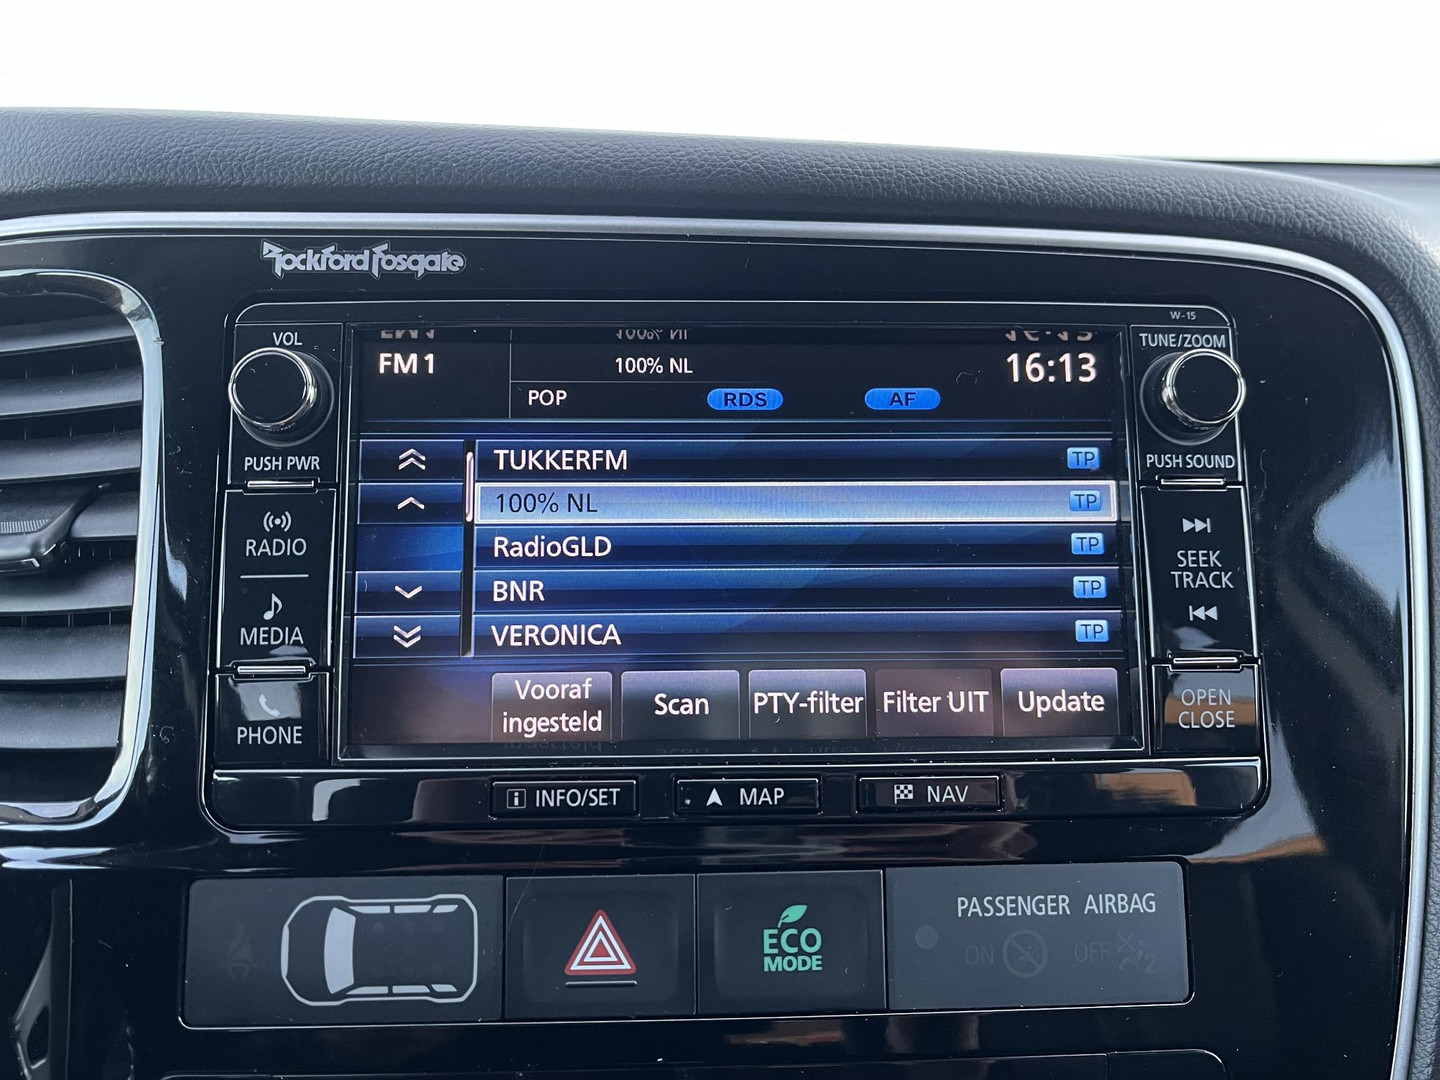 Rockford Fosgate
W-15
VOL
TUNE/ZOOM
FM1
100% NL
16:13
POP
RDS
AF
PUSH PWR
PUSH SOUND
TUKKERFM TP
100% NL TP
RadioGLD TP
BNR TP
VERONICA TP
RADIO
MEDIA
PHONE
SEEK
TRACK
OPEN
CLOSE
Vooraf
ingesteld
Scan
PTY-filter
Filter UIT
Update
INFO/SET
MAP
NAV
ECO
MODE
PASSENGER AIRBAG
ON
OFF
2